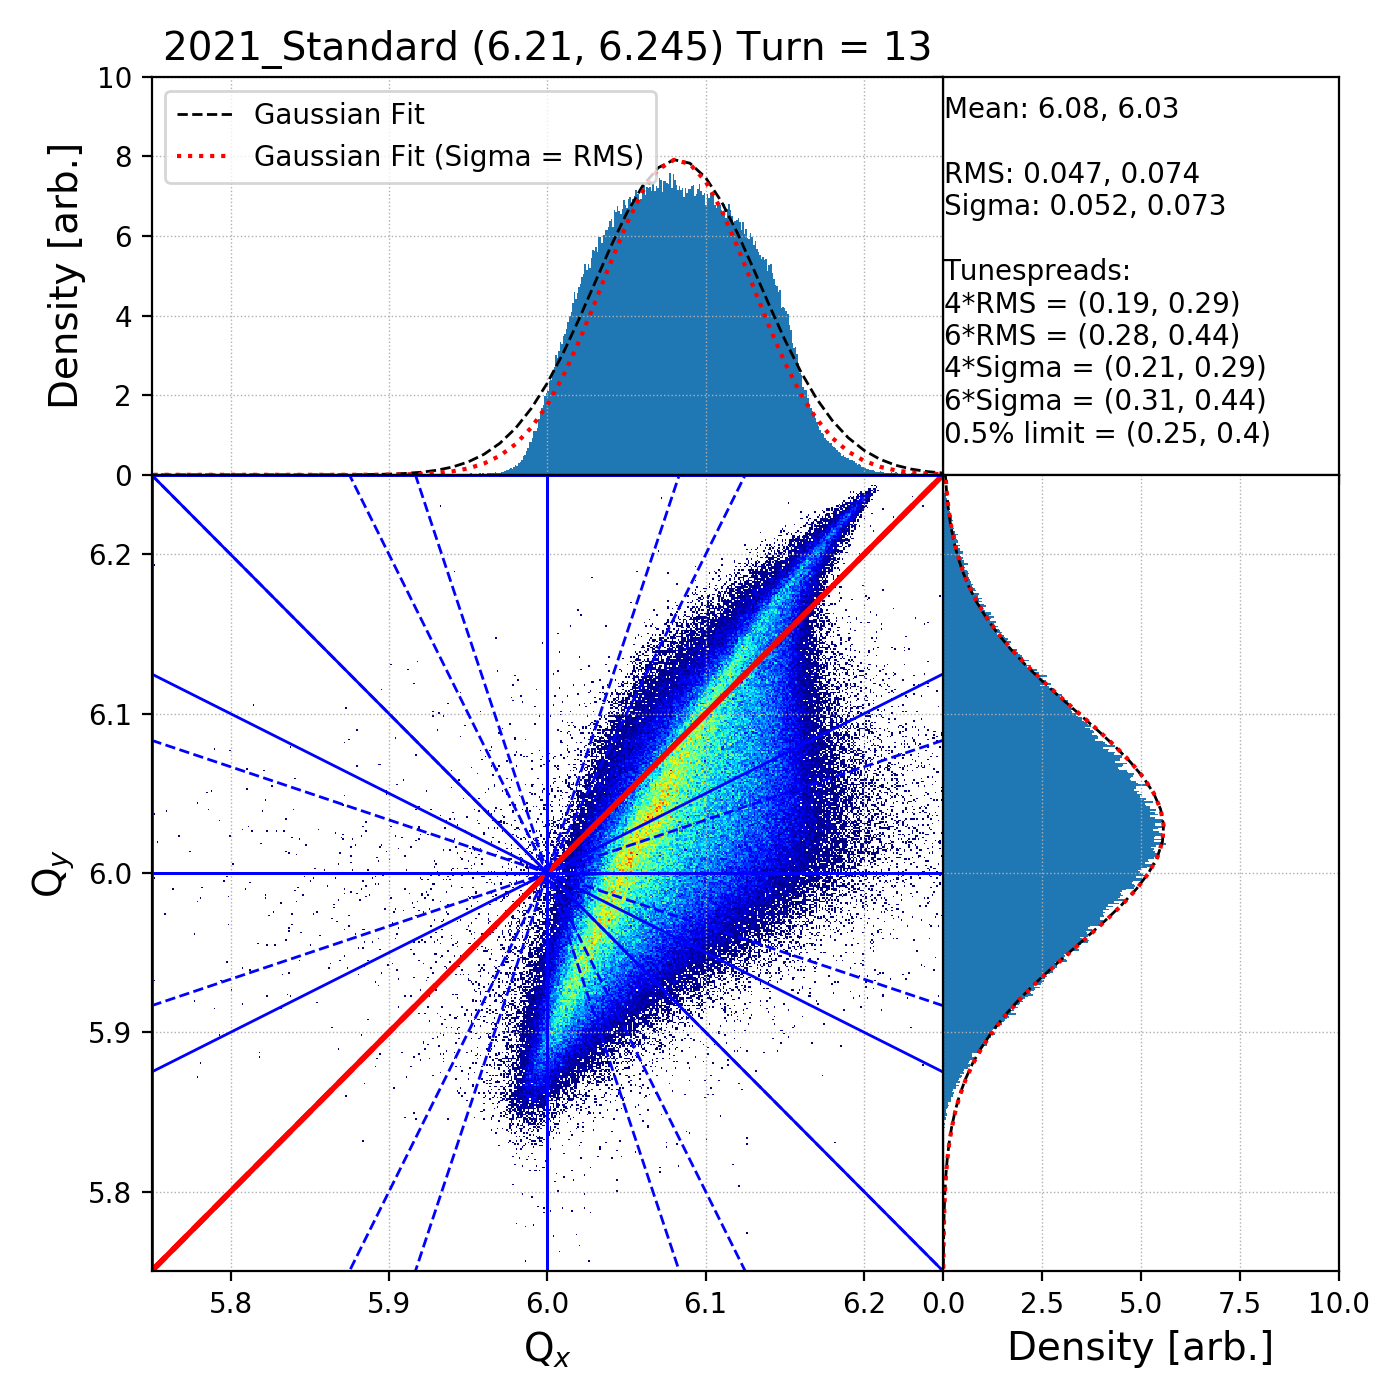 2021_Standard (6.21, 6.245) Turn = 13
10
8
6
4
2
0
Density [arb.]
Gaussian Fit
Gaussian Fit (Sigma = RMS)
Mean: 6.08, 6.03
RMS: 0.047, 0.074
Sigma: 0.052, 0.073
Tunespreads:
4*RMS = (0.19, 0.29)
6*RMS = (0.28, 0.44)
4*Sigma = (0.21, 0.29)
6*Sigma = (0.31, 0.44)
0.5% limit = (0.25, 0.4)
6.2
6.1
6.0
5.9
5.8
Qy
5.8 5.9 6.0 6.1 6.2
Qx
0.0 2.5 5.0 7.5 10.0
Density [arb.]